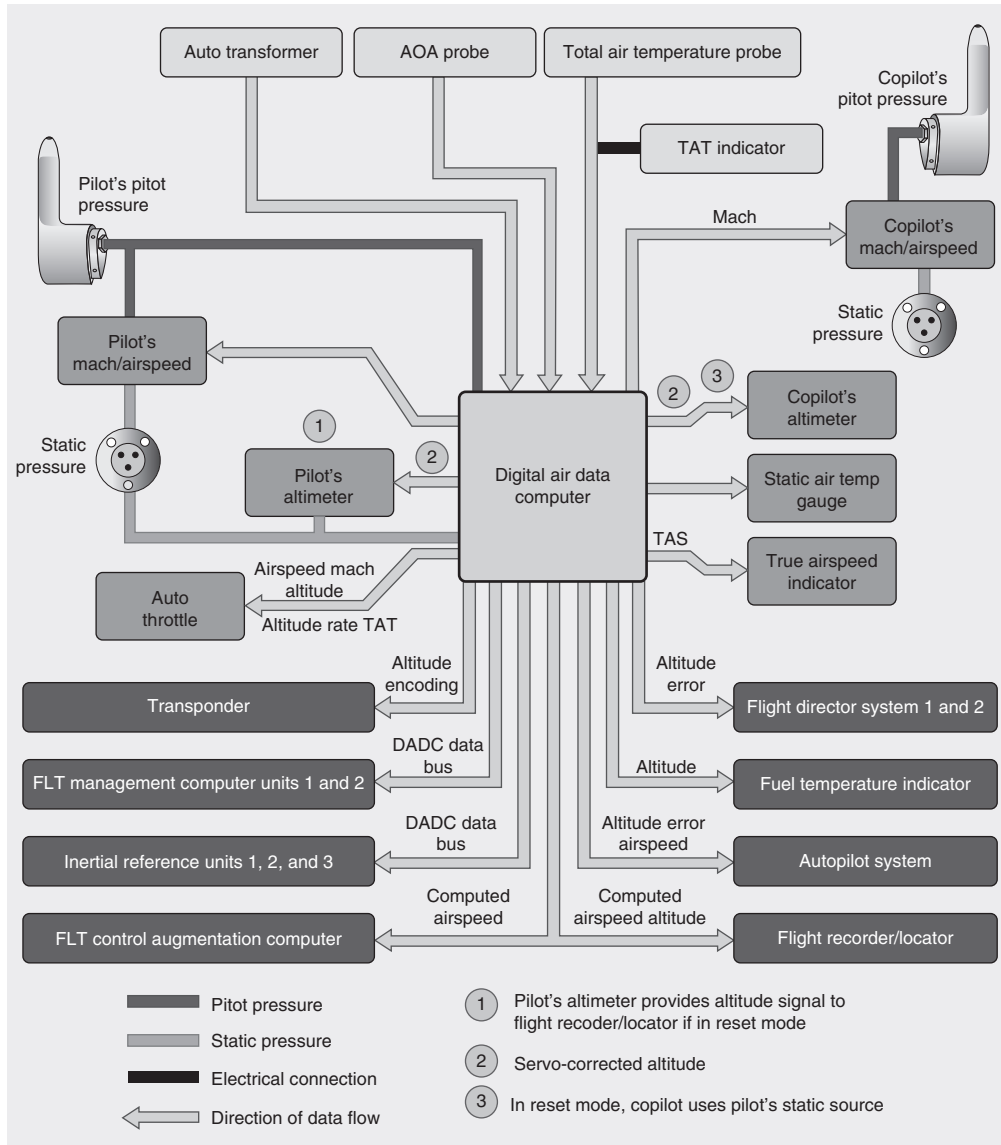 Auto transformer
AOA probe
Total air temperature probe
Copilot's
pitot pressure
TAT indicator
Pilot's pitot
pressure
Mach
Copilot's
mach/airspeed
Static
pressure
Pilot's
mach/airspeed
3
2
Copilot's
altimeter
1
Static
pressure
2
Pilot's
altimeter
Digital air data
computer
Static air temp
gauge
TAS
True airspeed
indicator
Airspeed mach
altitude
Auto
throttle
Altitude rate TAT
Altitude
encoding
Altitude
error
Transponder
Flight director system 1 and 2
DADC data
bus
Altitude
FLT management computer units 1 and 2
Fuel temperature indicator
DADC data
bus
Altitude error
airspeed
Inertial reference units 1, 2, and 3
Autopilot system
Computed
airspeed
Computed
airspeed altitude
FLT control augmentation computer
Flight recorder/locator
Pitot pressure
Static pressure
Electrical connection
Direction of data flow
1 Pilot's altimeter provides altitude signal to
flight recoder/locator if in reset mode
2 Servo-corrected altitude
3 In reset mode, copilot uses pilot's static source